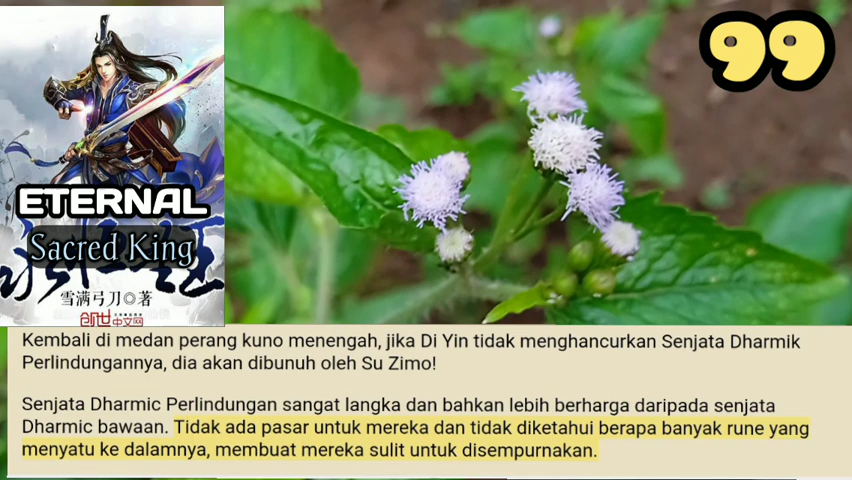 99
ETERNAL
Sacred King
雪满弓刀◎著
创世中文网
Kembali di medan perang kuno menengah, jika Di Yin tidak menghancurkan Senjata Dharmik
Perlindungannya, dia akan dibunuh oleh Su Zimo!
Senjata Dharmic Perlindungan sangat langka dan bahkan lebih berharga daripada senjata
Dharmic bawaan. Tidak ada pasar untuk mereka dan tidak diketahui berapa banyak rune yang
menyatu ke dalamnya, membuat mereka sulit untuk disempurnakan.